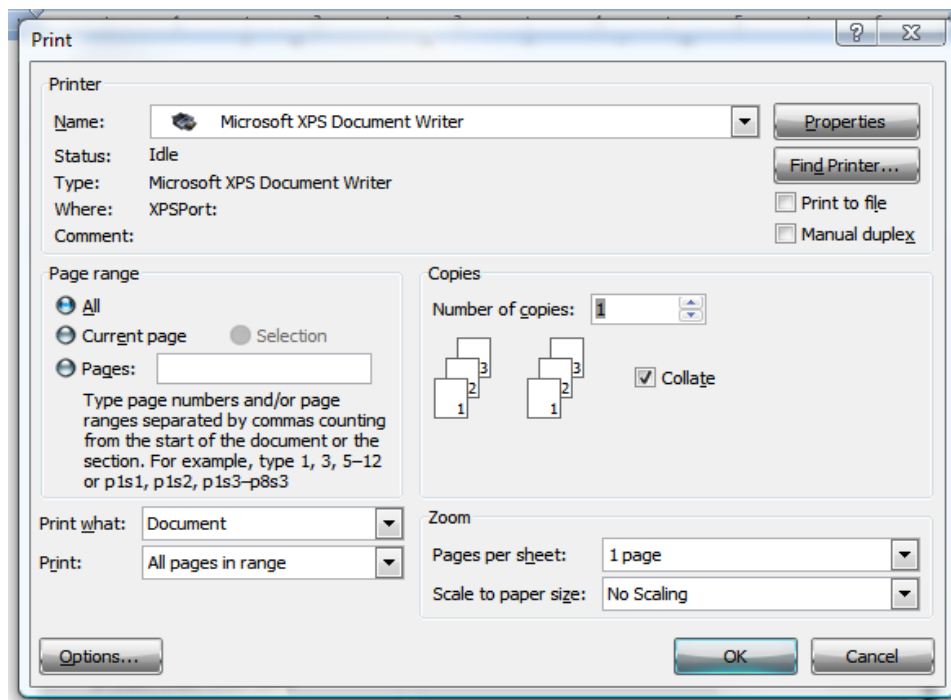 Print
Printer
Name: Microsoft XPS Document Writer
Properties
Status: Idle
Find Printer...
Type: Microsoft XPS Document Writer
Where: XPSPort:
Print to file
Comment:
Manual duplex
Page range
All
Current page
Selection
Pages:
Type page numbers and/or page
ranges separated by commas counting
from the start of the document or the
section. For example, type 1, 3, 5–12
or p1s1, p1s2, p1s3–p8s3
Copies
Number of copies: 1
3 3
2 2
1 1
Collate
Print what: Document
Print: All pages in range
Zoom
Pages per sheet: 1 page
Scale to paper size: No Scaling
Options...
OK
Cancel